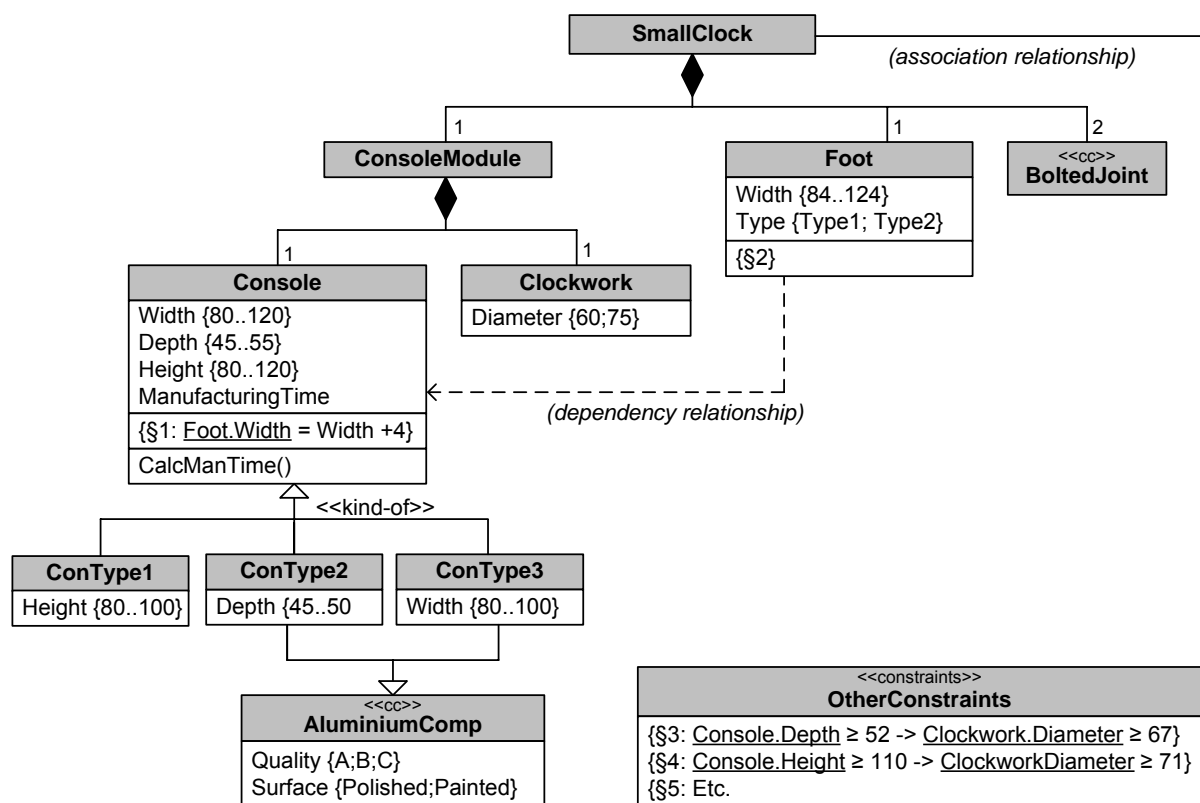 SmallClock
(association relationship)
1
1
2
ConsoleModule
Foot
Width {84..124}
Type {Type1; Type2}
{§2}
<<cc>>
BoltedJoint
1
1
Console
Width {80..120}
Depth {45..55}
Height {80..120}
ManufacturingTime
{§1: Foot.Width = Width +4}
CalcManTime()
Clockwork
Diameter {60;75}
(dependency relationship)
<<kind-of>>
ConType1
Height {80..100}
ConType2
Depth {45..50
ConType3
Width {80..100}
<<cc>>
AluminiumComp
Quality {A;B;C}
Surface {Polished;Painted}
<<constraints>>
OtherConstraints
{§3: Console.Depth ≥ 52 -> Clockwork.Diameter ≥ 67}
{§4: Console.Height ≥ 110 -> ClockworkDiameter ≥ 71}
{§5: Etc.